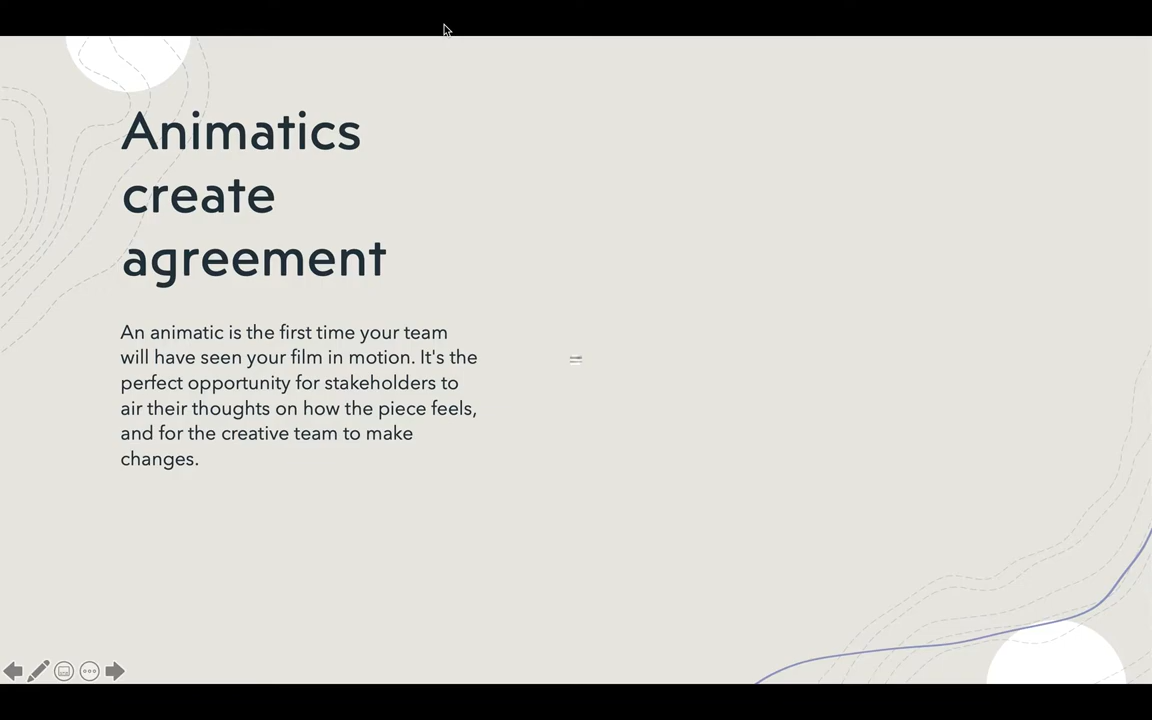 Animatics
create
agreement
An animatic is the first time your team
will have seen your film in motion. It's the
perfect opportunity for stakeholders to
air their thoughts on how the piece feels,
and for the creative team to make
changes.